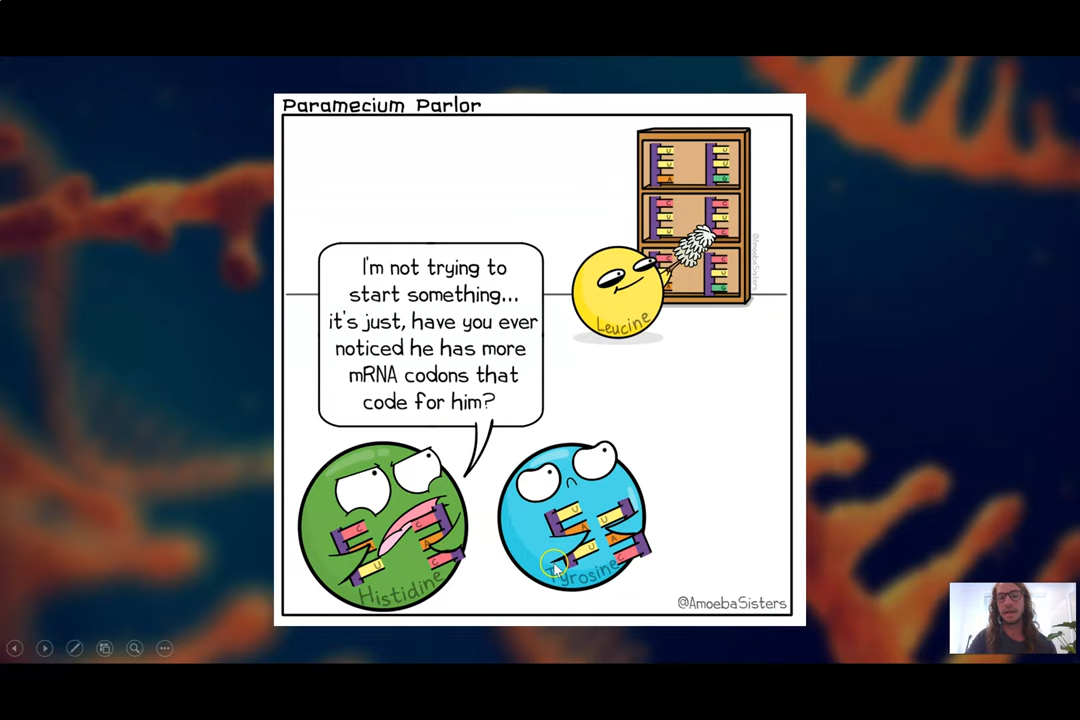 Paramecium Parlor
U
U
U
U
A
G
C
C
U
U
U
C
@AmoebaSisters
C
C
U
U
G
Leucine
I'm not trying to
start something...
it's just, have you ever
noticed he has more
mRNA codons that
code for him?
C
C
A
A
U
C
Histidine
U
U
A
A
U
C
Tyrosine
@AmoebaSisters